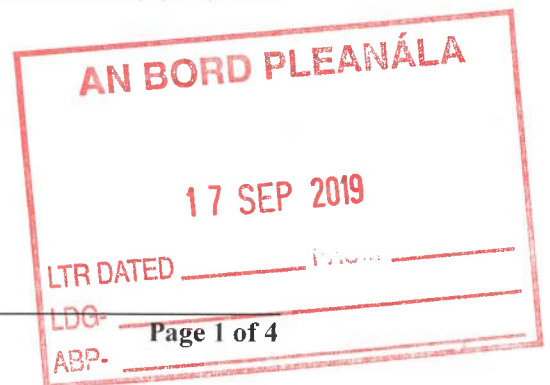 AN BORD PLEANÁLA
17 SEP 2019
LTR DATED
LDG-
Page 1 of 4
ABP-